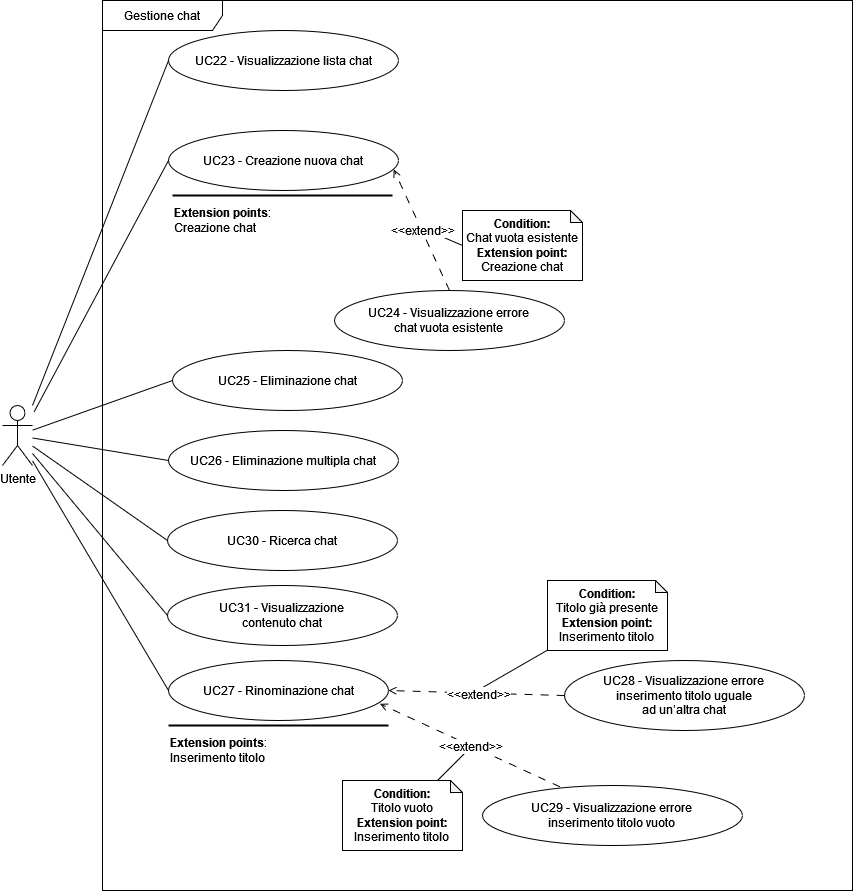 Gestione chat
UC22 - Visualizzazione lista chat
UC23 - Creazione nuova chat
Extension points:
Creazione chat
<<extend>>
Condition:
Chat vuota esistente
Extension point:
Creazione chat
UC24 - Visualizzazione errore
chat vuota esistente
UC25 - Eliminazione chat
Utente
UC26 - Eliminazione multipla chat
UC30 - Ricerca chat
UC31 - Visualizzazione
contenuto chat
Condition:
Titolo già presente
Extension point:
Inserimento titolo
UC27 - Rinominazione chat
<<extend>>
UC28 - Visualizzazione errore
inserimento titolo uguale
ad un'altra chat
Extension points:
Inserimento titolo
<<extend>>
Condition:
Titolo vuoto
Extension point:
Inserimento titolo
UC29 - Visualizzazione errore
inserimento titolo vuoto